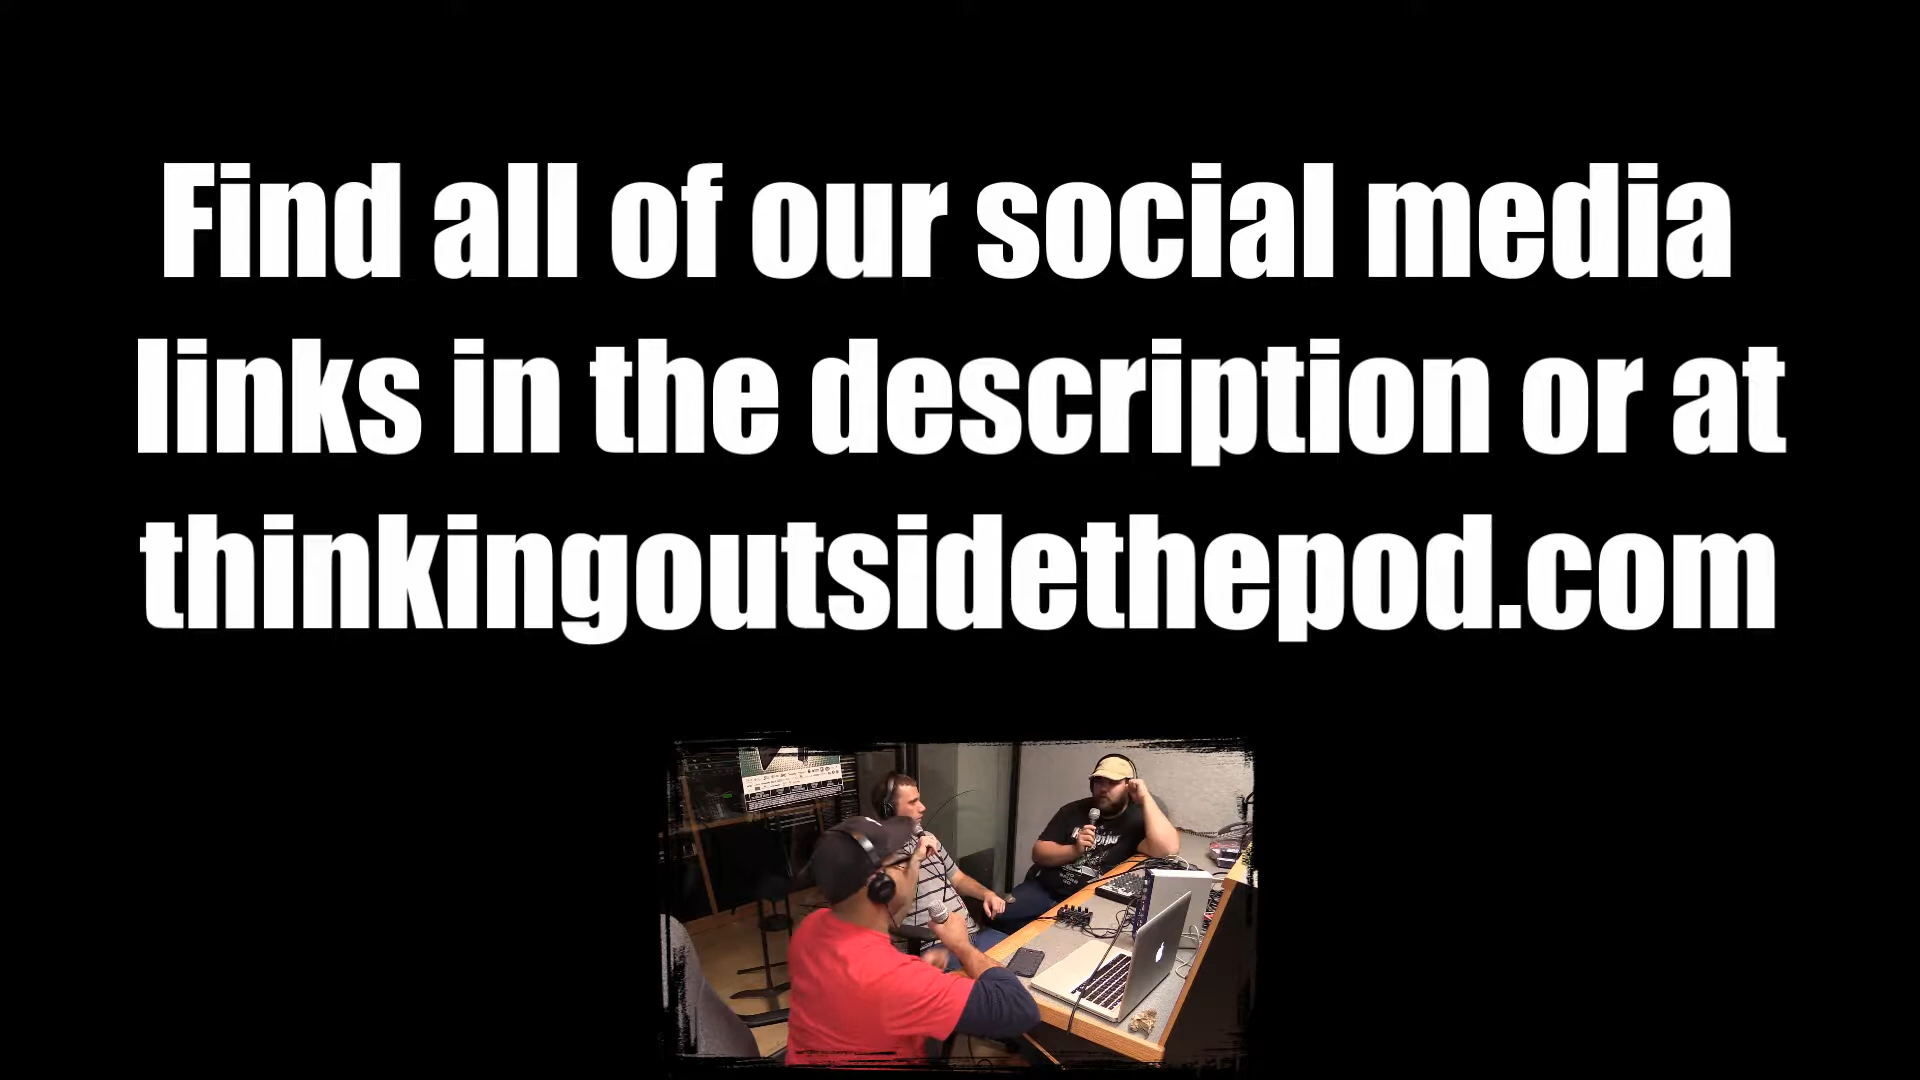 Find all of our social media
links in the description or at
thinkingoutsidethepod.com